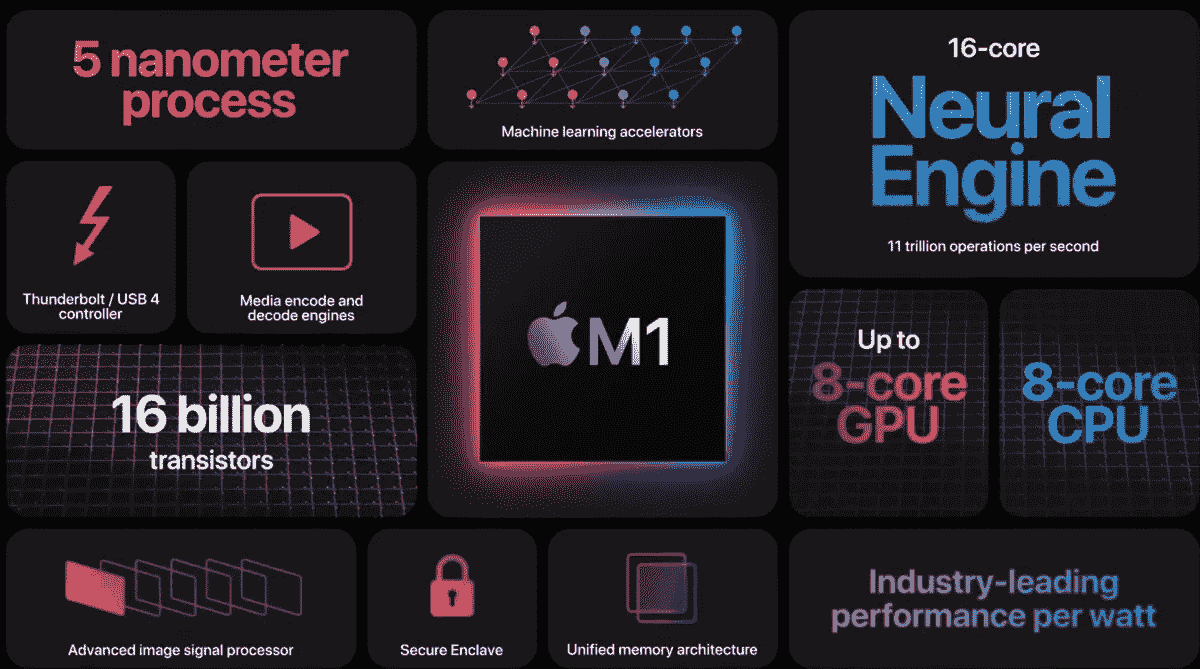 5 nanometer
process
Machine learning accelerators
16-core
Neural
Engine
11 trillion operations per second
Thunderbolt / USB 4
controller
Media encode and
decode engines
M1
Up to
8-core
GPU
8-core
CPU
16 billion
transistors
Advanced image signal processor
Secure Enclave
Unified memory architecture
Industry-leading
performance per watt